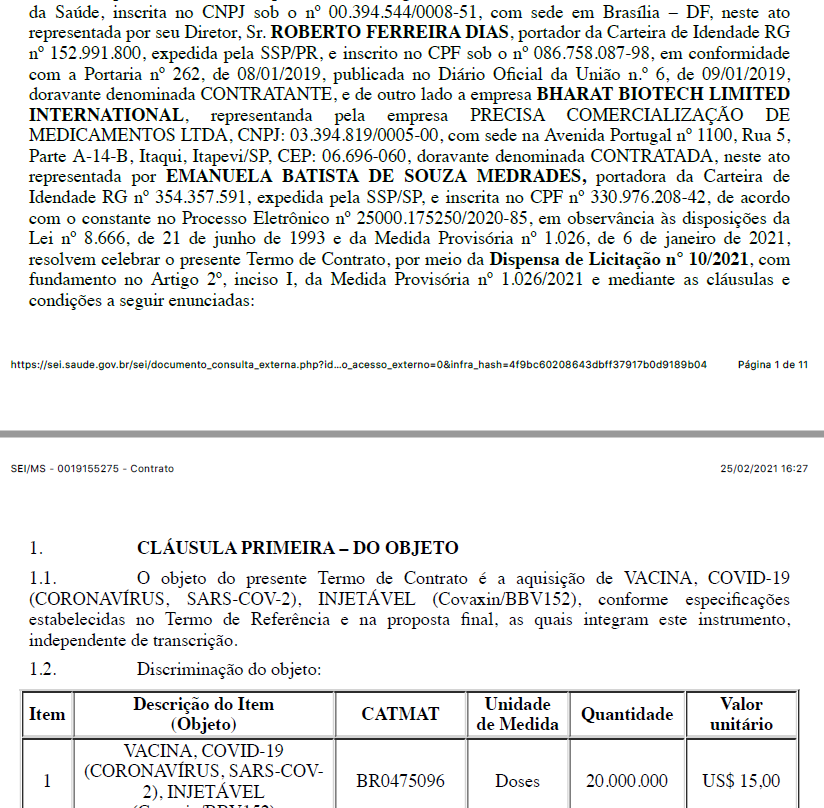 da Saúde, inscrita no CNPJ sob o nº 00.394.544/0008-51, com sede em Brasília – DF, neste ato
representada por seu Diretor, Sr. ROBERTO FERREIRA DIAS, portador da Carteira de Idendade RG
nº 152.991.800, expedida pela SSP/PR, e inscrito no CPF sob o nº 086.758.087-98, em conformidade
com a Portaria nº 262, de 08/01/2019, publicada no Diário Oficial da União n.º 6, de 09/01/2019,
doravante denominada CONTRATANTE, e de outro lado a empresa BHARAT BIOTECH LIMITED
INTERNATIONAL, representanda pela empresa PRECISA COMERCIALIZAÇÃO DE
MEDICAMENTOS LTDA, CNPJ: 03.394.819/0005-00, com sede na Avenida Portugal nº 1100, Rua 5,
Parte A-14-B, Itaqui, Itapevi/SP, CEP: 06.696-060, doravante denominada CONTRATADA, neste ato
representada por EMANUELA BATISTA DE SOUZA MEDRADES, portadora da Carteira de
Idendade RG nº 354.357.591, expedida pela SSP/SP, e inscrita no CPF nº 330.976.208-42, de acordo
com o constante no Processo Eletrônico nº 25000.175250/2020-85, em observância às disposições da
Lei nº 8.666, de 21 de junho de 1993 e da Medida Provisória nº 1.026, de 6 de janeiro de 2021,
resolvem celebrar o presente Termo de Contrato, por meio da Dispensa de Licitação nº 10/2021, com
fundamento no Artigo 2º, inciso I, da Medida Provisória nº 1.026/2021 e mediante as cláusulas e
condições a seguir enunciadas:
https://sei.saude.gov.br/sei/documento_consulta_externa.php?id...o_acesso_externo=0&infra_hash=4f9bc60208643dbff37917b0d9189b04 Página 1 de 11
SEI/MS - 0019155275 - Contrato 25/02/2021 16:27
1. CLÁUSULA PRIMEIRA – DO OBJETO
1.1. O objeto do presente Termo de Contrato é a aquisição de VACINA, COVID-19
(CORONAVÍRUS, SARS-COV-2), INJETÁVEL (Covaxin/BBV152), conforme especificações
estabelecidas no Termo de Referência e na proposta final, as quais integram este instrumento,
independente de transcrição.
1.2. Discriminação do objeto:
Item Descrição do Item (Objeto) CATMAT Unidade de Medida Quantidade Valor unitário
1 VACINA, COVID-19
(CORONAVÍRUS, SARS-COV-
2), INJETÁVEL BR0475096 Doses 20.000.000 US$ 15,00
(Covaxin/BBV152)